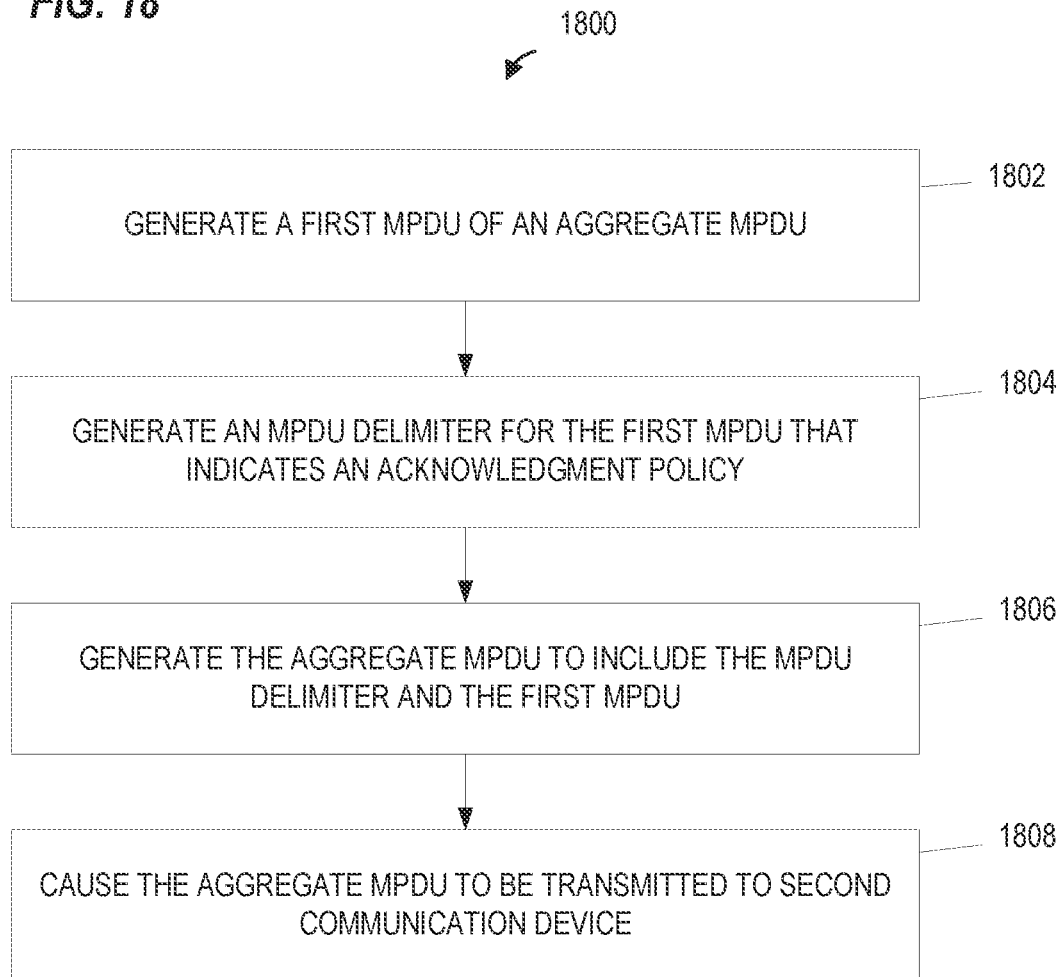 FIG. 18
1800
1802
GENERATE A FIRST MPDU OF AN AGGREGATE MPDU
1804
GENERATE AN MPDU DELIMITER FOR THE FIRST MPDU THAT
INDICATES AN ACKNOWLEDGMENT POLICY
1806
GENERATE THE AGGREGATE MPDU TO INCLUDE THE MPDU
DELIMITER AND THE FIRST MPDU
1808
CAUSE THE AGGREGATE MPDU TO BE TRANSMITTED TO SECOND
COMMUNICATION DEVICE